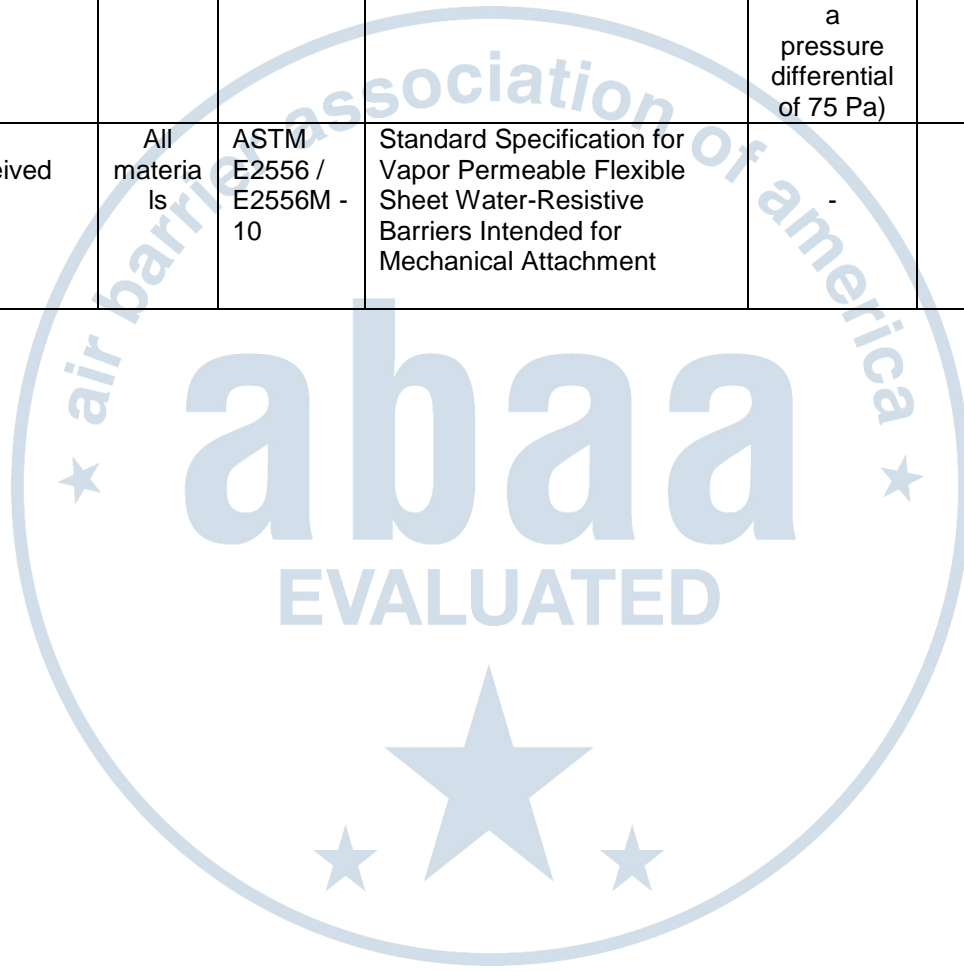 a
pressure
differential
of 75 Pa)
eived
All
materia
ls
ASTM
E2556 /
E2556M -
10
Standard Specification for
Vapor Permeable Flexible
Sheet Water-Resistive
Barriers Intended for
Mechanical Attachment
-
air barrier association of america
abaa
EVALUATED